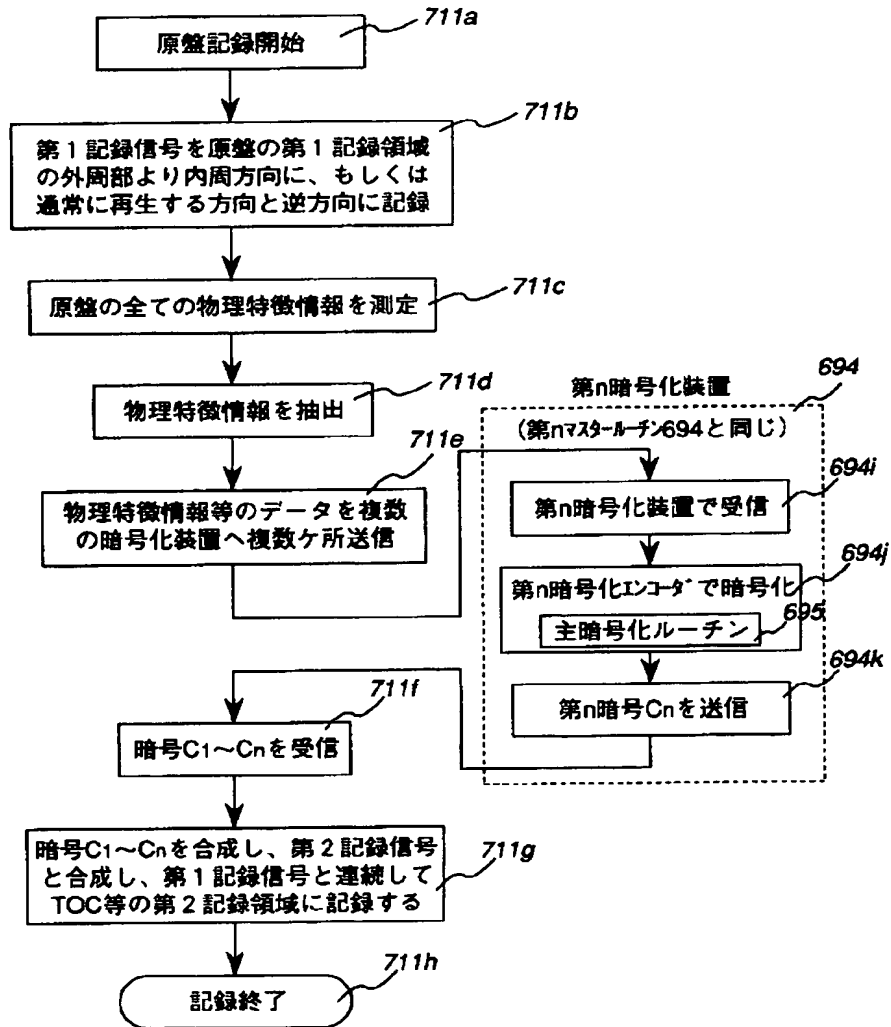 711a
原盤記録開始
711b
第1記録信号を原盤の第1記録領域
の外周部より内周方向に、もしくは
通常に再生する方向と逆方向に記録
711c
原盤の全ての物理特徴情報を測定
711d
物理特徴情報を抽出
711e
物理特徴情報等のデータを複数
の暗号化装置へ複数ケ所送信
第n暗号化装置
694
(第nマスタールーチン694と同じ)
694i
第n暗号化装置で受信
694j
第n暗号化エンコーダで暗号化
695
主暗号化ルーチン
694k
第n暗号Cnを送信
711f
暗号C1~Cnを受信
711g
暗号C1~Cnを合成し、第2記録信号
と合成し、第1記録信号と連続して
TOC等の第2記録領域に記録する
711h
記録終了